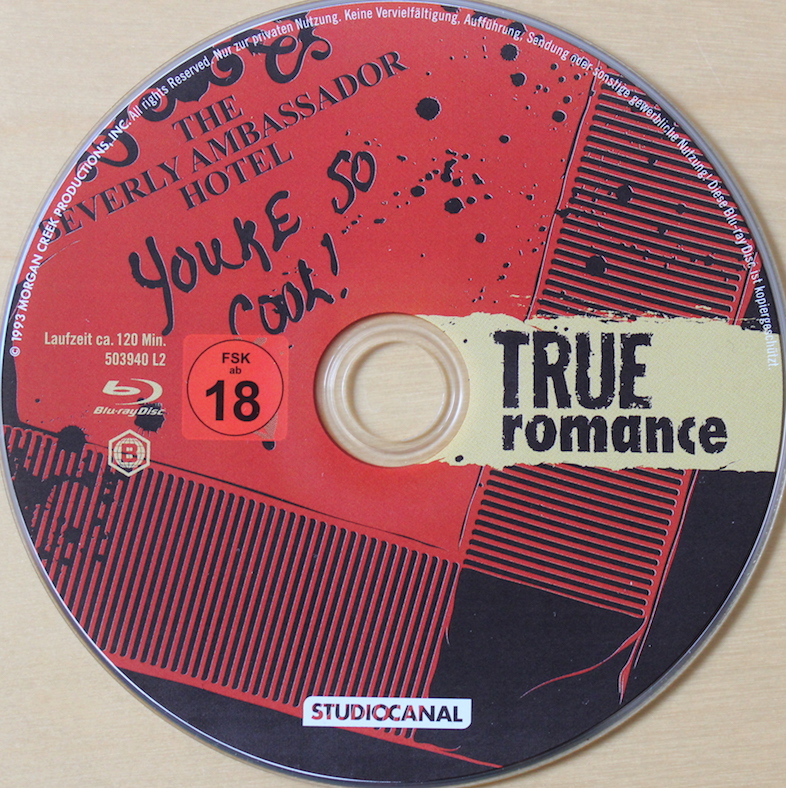 © 1993 MORGAN CREEK PRODUCTIONS, INC. All rights Reserved. Nur zur privaten Nutzung. Keine Vervielfältigung, Aufführung, Sendung oder sonstige gewerbliche Nutzung! Diese Blu-ray Disc ist kopiergeschützt.
THE
BEVERLY AMBASSADOR
HOTEL
YOU'RE SO
COOL!
Laufzeit ca. 120 Min.
503940 L2
Blu-ray Disc
B
FSK
ab
18
TRUE
romance
STUDIOCANAL